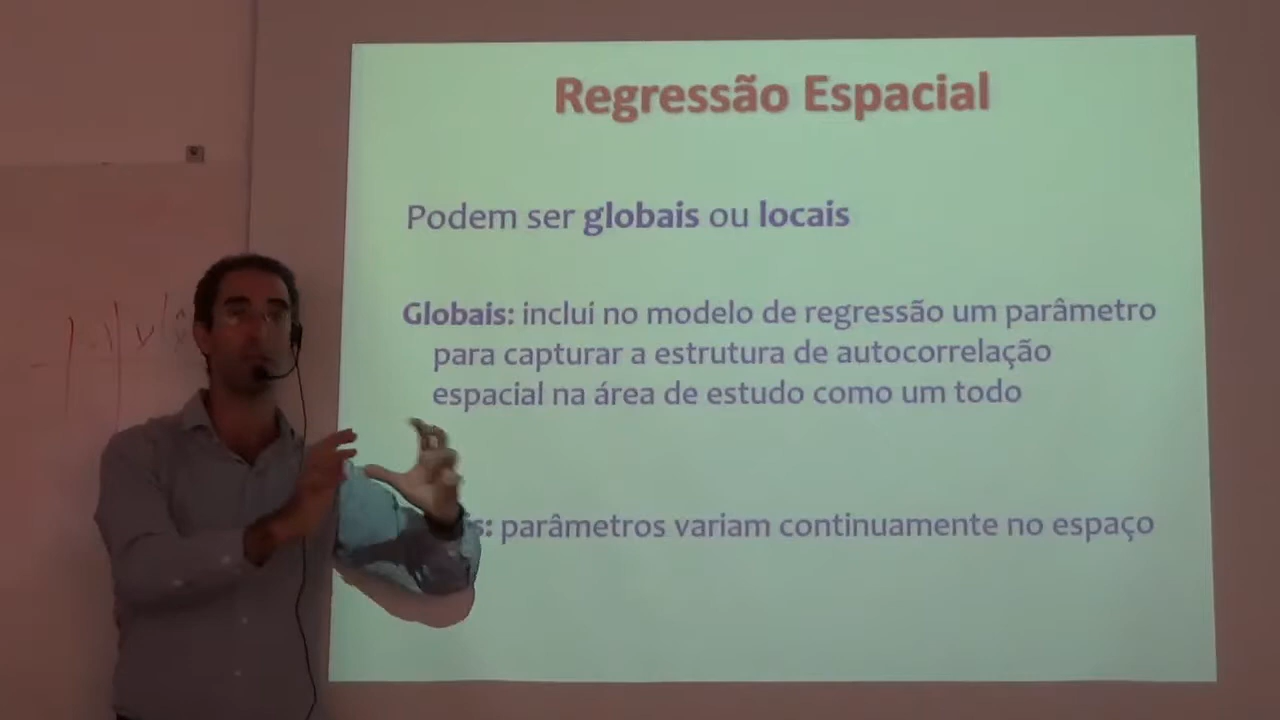 Regressão Espacial
Podem ser globais ou locais
Globais: incluí no modelo de regressão um parâmetro
para capturar a estrutura de autocorrelação
espacial na área de estudo como um todo
parâmetros variam continuamente no espaço